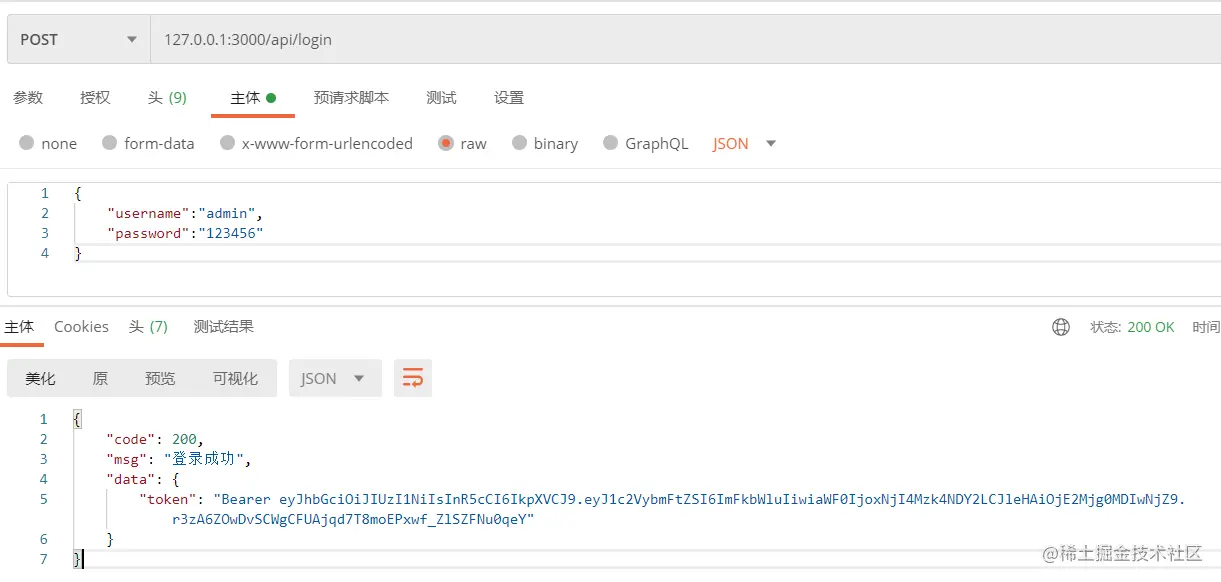 POST 127.0.0.1:3000/api/login
参数 授权 头 (9) 主体 预请求脚本 测试 设置
none form-data x-www-form-urlencoded raw binary GraphQL JSON
1 {
2 "username":"admin",
3 "password":"123456"
4 }
主体 Cookies 头 (7) 测试结果 状态: 200 OK 时间
美化 原 预览 可视化 JSON
1 {
2 "code": 200,
3 "msg": "登录成功",
4 "data": {
5 "token": "Bearer eyJhbGciOiJIUzI1NiIsInR5cCI6IkpXVCJ9.eyJ1c2VybmFtZSI6ImFkbWluIiwiaWF0IjoxNjI4Mzk4NDY2LCJleHAiOjE2Mjg0MDIwNjZ9.
r3zA6ZOwDvSCWgCFUAjqd7T8moEPxwf_ZlSZFNu0qeY"
6 }
7 }
@稀土掘金技术社区